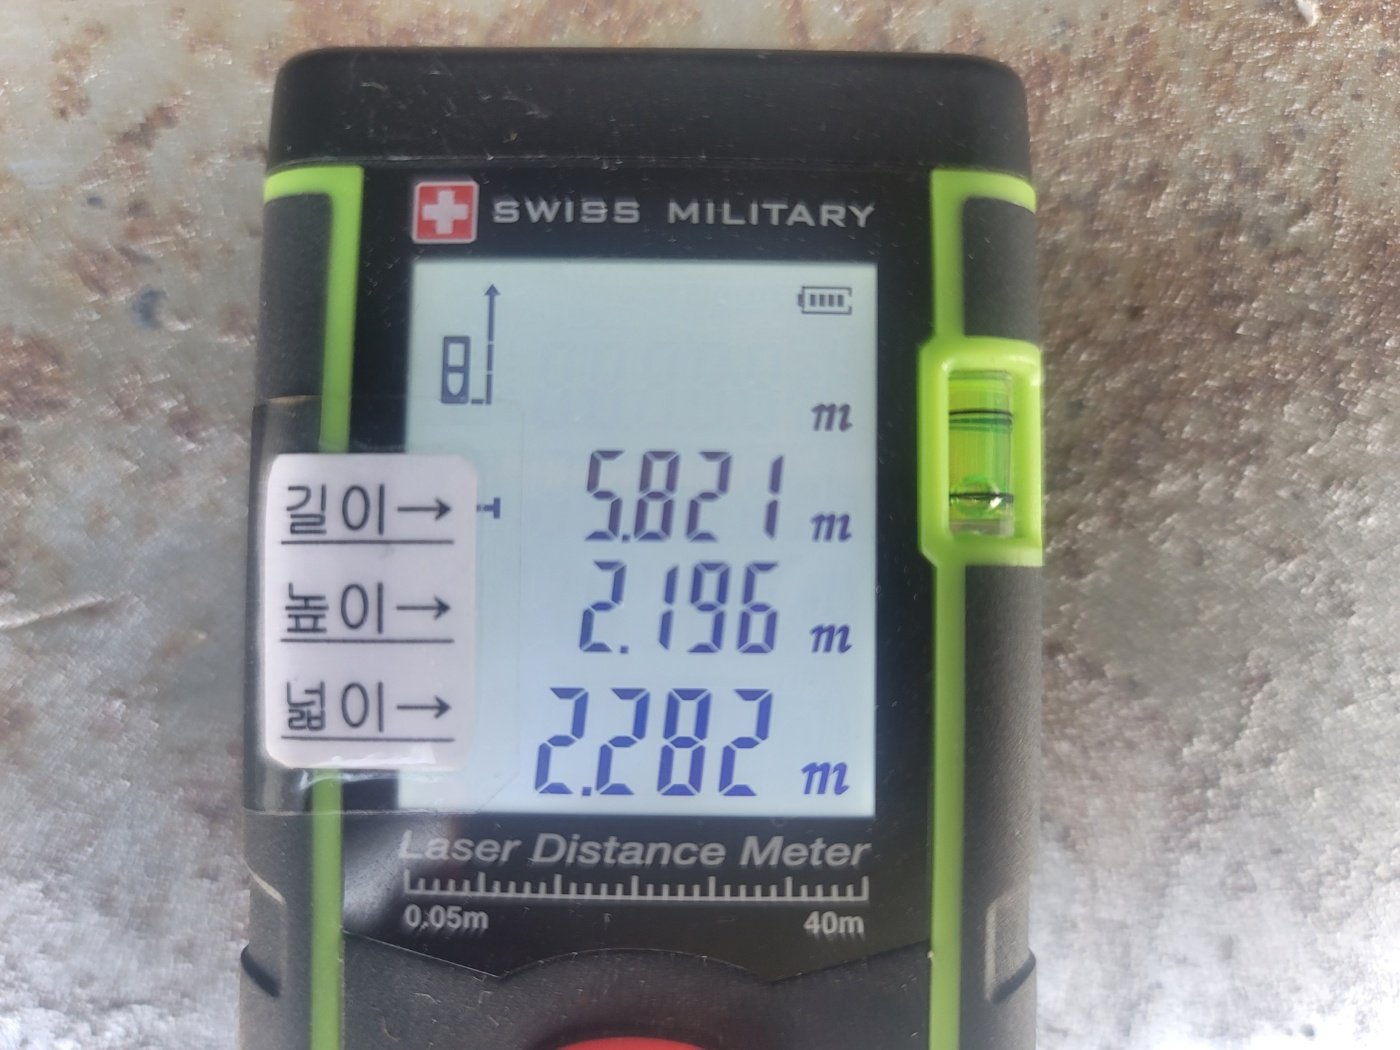 SWISS MILITARY
m
길이→ 5.821 m
높이→ 2.196 m
넓이→ 2.282 m
Laser Distance Meter
0.05m 40m